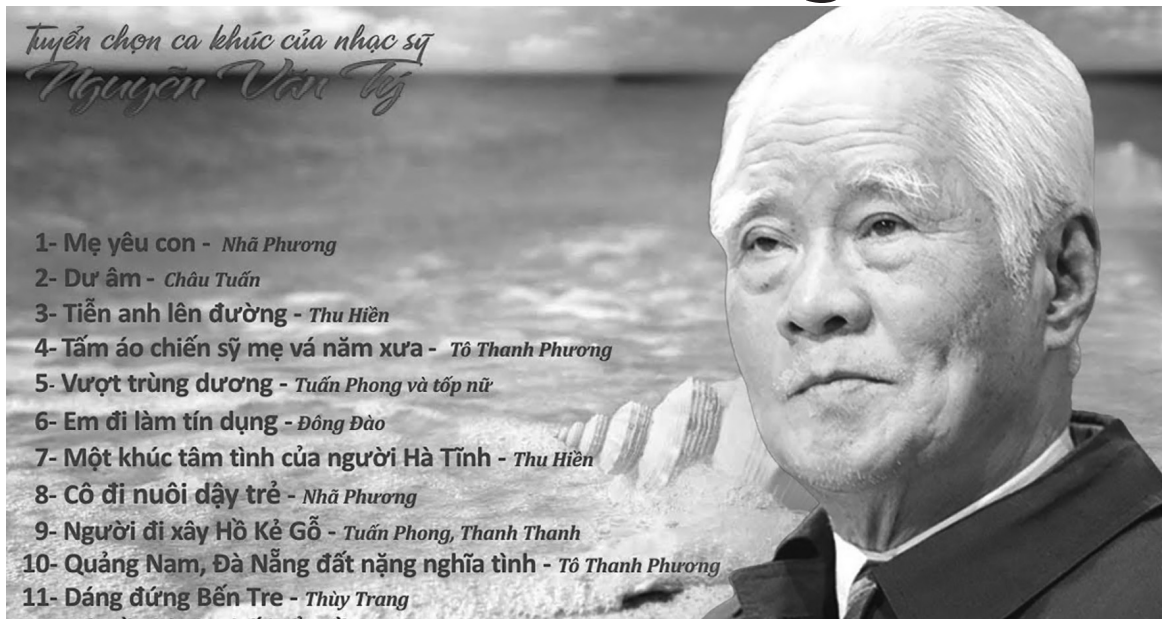 Tuyển chọn ca khúc của nhạc sỹ
Nguyễn Văn Tý
1- Mẹ yêu con - Nhã Phương
2- Dư âm - Châu Tuấn
3- Tiễn anh lên đường - Thu Hiền
4- Tấm áo chiến sỹ mẹ vá năm xưa - Tô Thanh Phương
5- Vượt trùng dương - Tuấn Phong và tốp nữ
6- Em đi làm tín dụng - Đông Đào
7- Một khúc tâm tình của người Hà Tĩnh - Thu Hiền
8- Cô đi nuôi dậy trẻ - Nhã Phương
9- Người đi xây Hồ Kẻ Gỗ - Tuấn Phong, Thanh Thanh
10- Quảng Nam, Đà Nẵng đất nặng nghĩa tình - Tô Thanh Phương
11- Dáng đứng Bến Tre - Thùy Trang